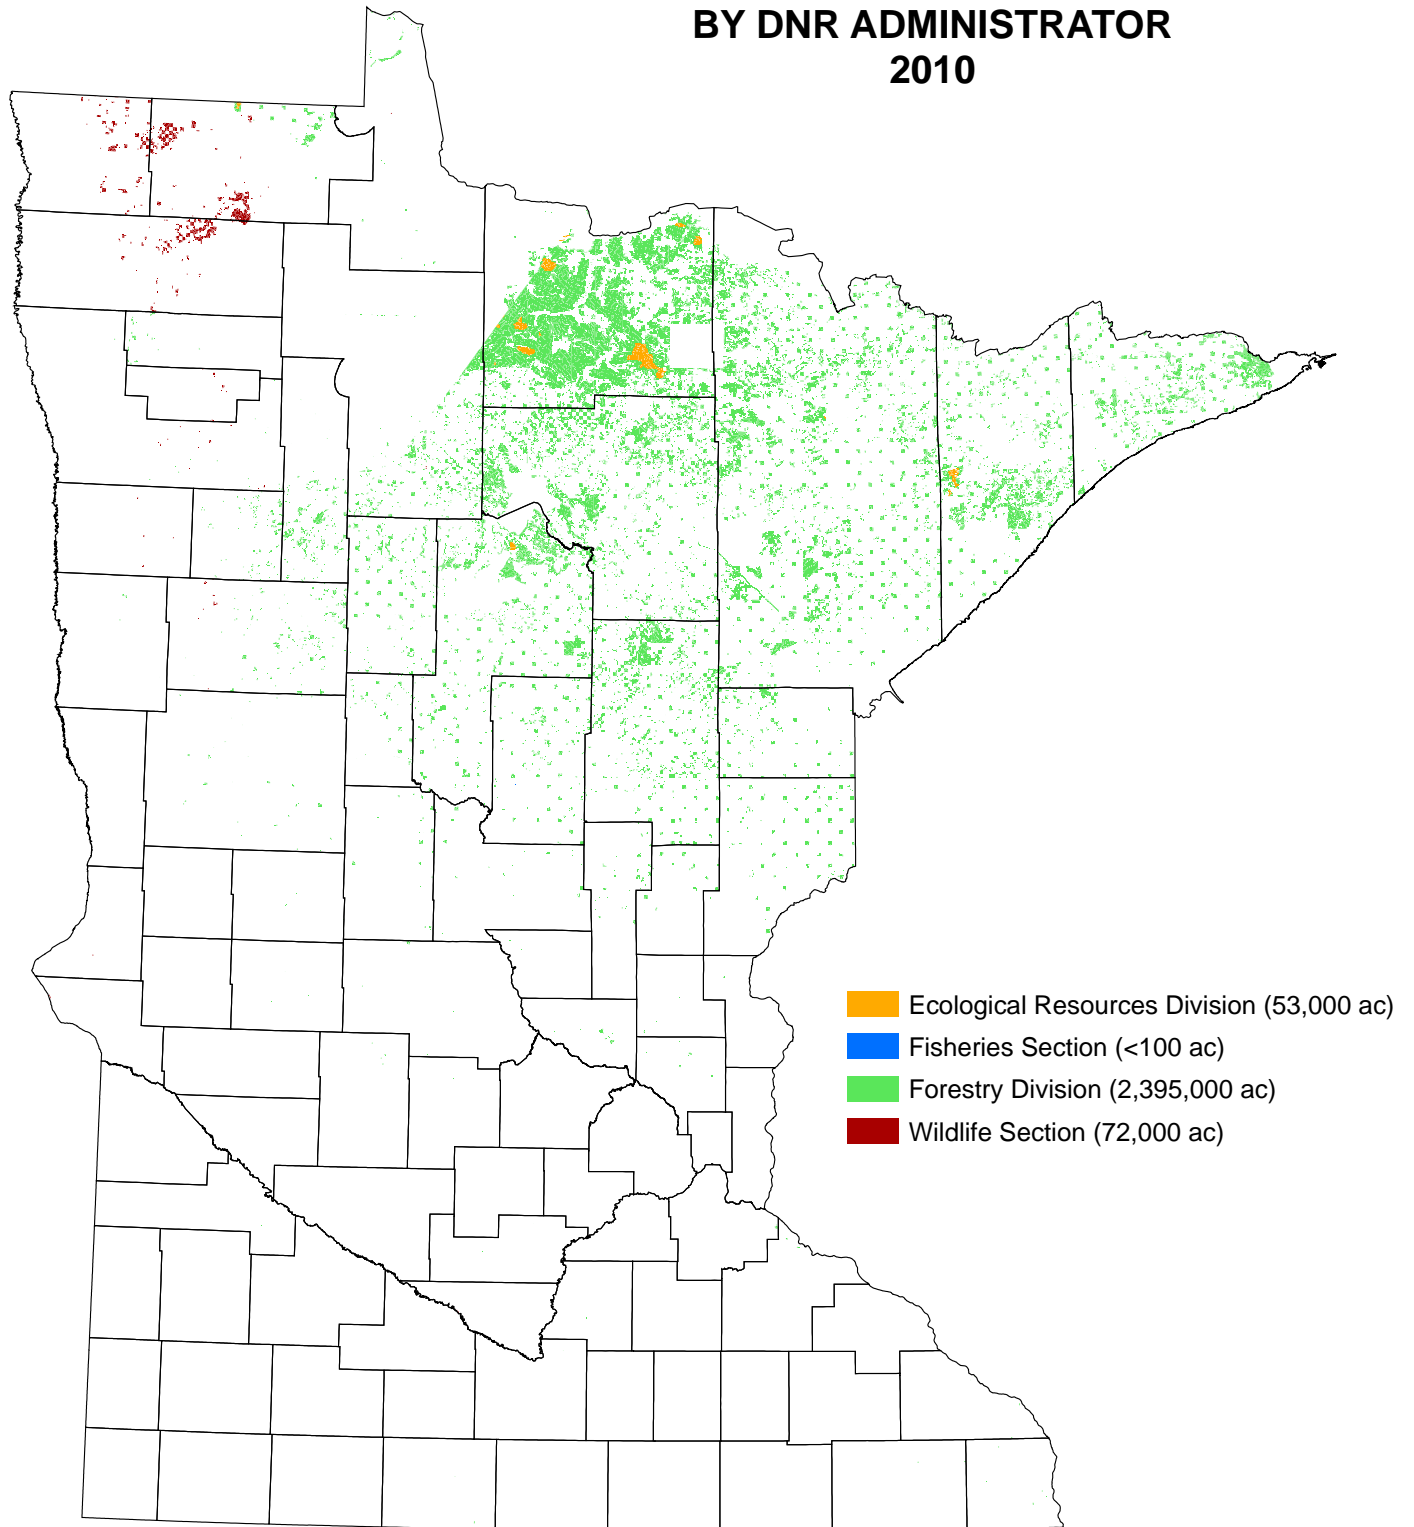 BY DNR ADMINISTRATOR
2010
Ecological Resources Division (53,000 ac)
Fisheries Section (<100 ac)
Forestry Division (2,395,000 ac)
Wildlife Section (72,000 ac)